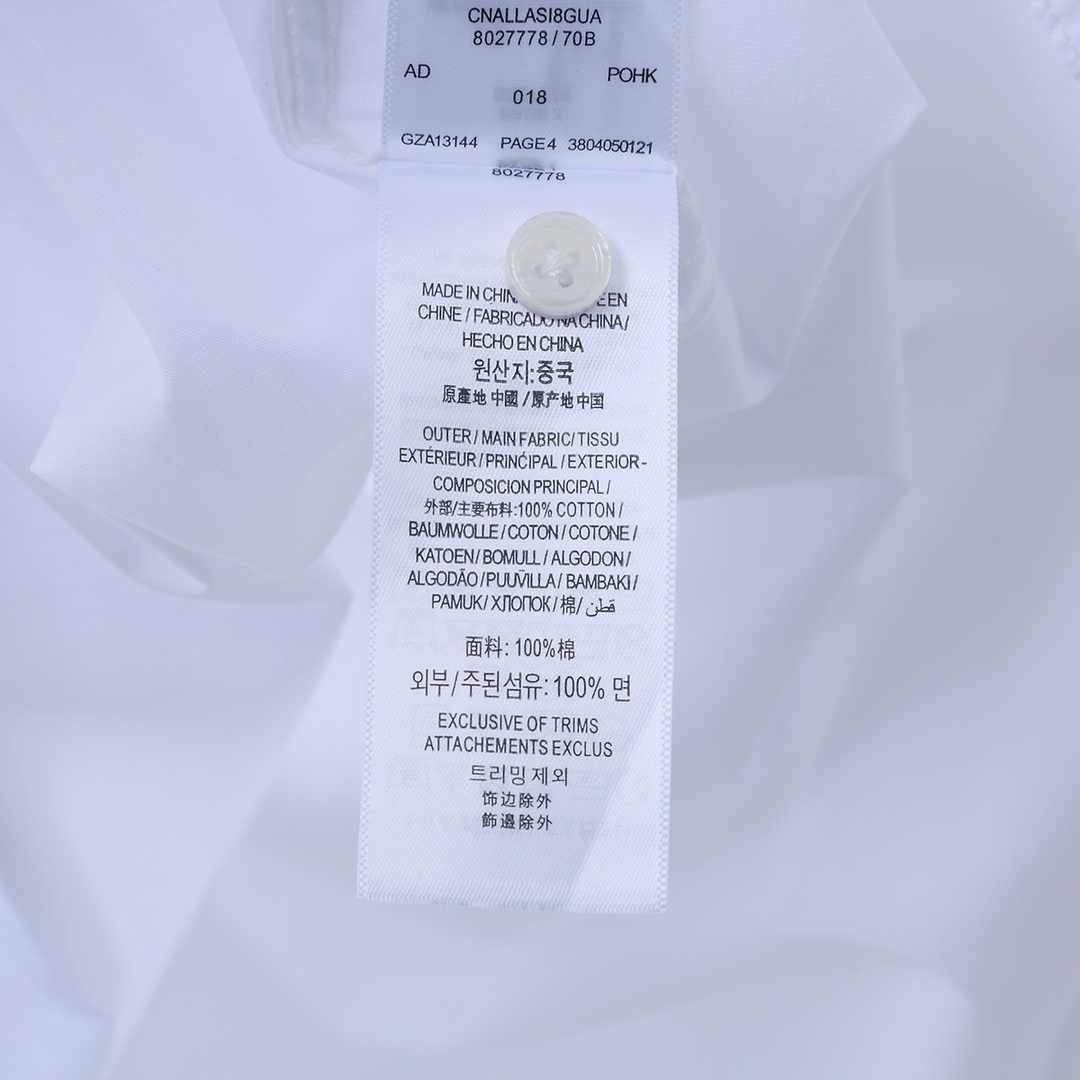 CNALLASI8GUA
8027778 / 70B
AD POHK
018
GZA13144 PAGE 4 3804050121
8027778
MADE IN EN
CHINE / FABRICADO NA CHINA /
HECHO EN CHINA
원산지:중국
原產地 中國 / 原产地 中国
OUTER / MAIN FABRIC / TISSU
EXTÉRIEUR / PRINCIPAL / EXTERIOR-
COMPOSICION PRINCIPAL /
外部/主要布料:100% COTTON /
BAUMWOLLE / COTON / COTONE /
KATOEN / BOMULL / ALGODON /
ALGODÃO / PUUVILLA / BAMBAKI /
PAMUK / ХЛОПОК / 棉 / قطن
面料: 100%棉
외부/주된섬유: 100% 면
EXCLUSIVE OF TRIMS
ATTACHEMENTS EXCLUS
트리밍 제외
饰边除外
飾邊除外